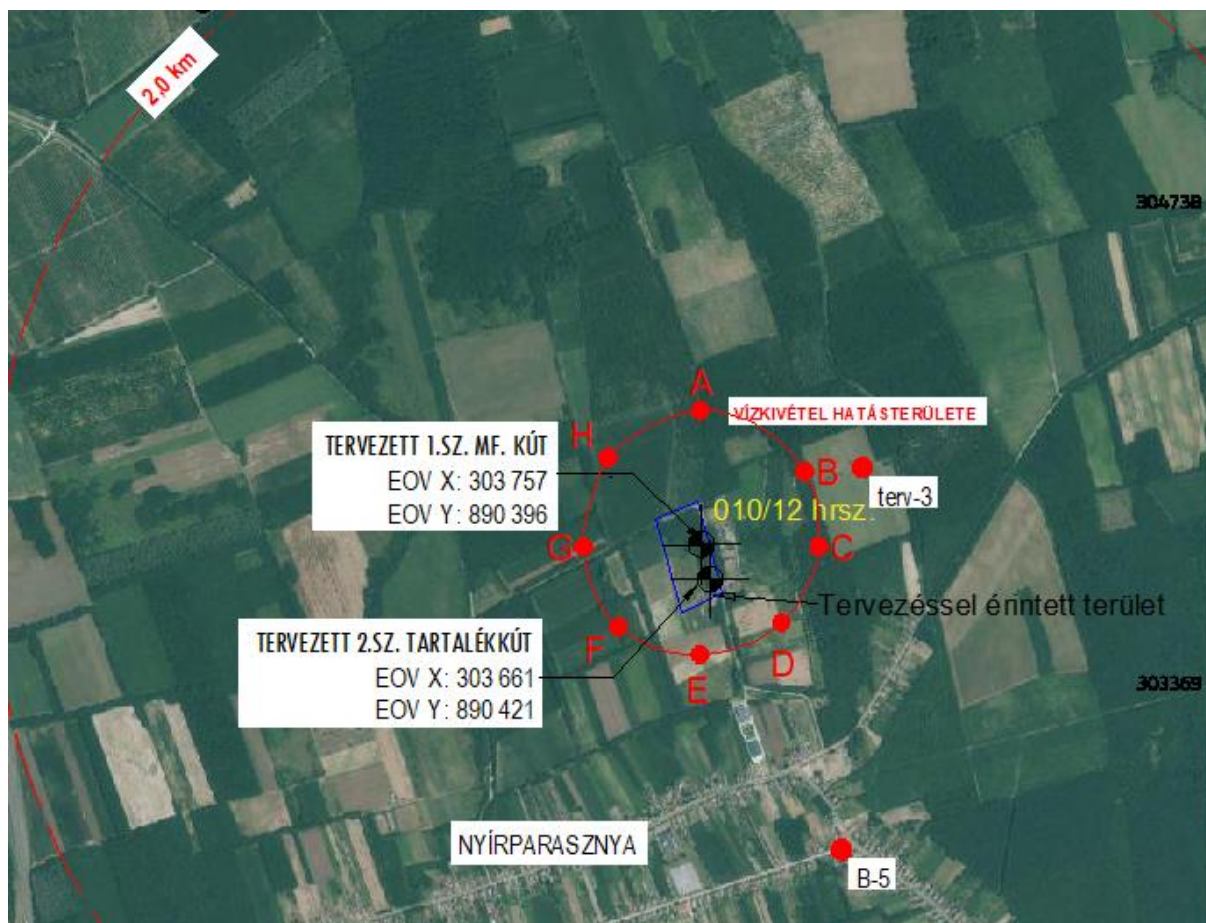 2,0 km
304738
A
VÍZKIVÉTEL HATÁSTERÜLETE
H
TERVEZETT 1.SZ. MF. KÚT
EOV X: 303 757
EOV Y: 890 396
B
terv-3
010/12 hrsz.
G
C
Tervezéssel érintett terület
F
D
TERVEZETT 2.SZ. TARTALÉKKÚT
EOV X: 303 661
EOV Y: 890 421
E
303369
NYÍRPARASZNYA
B-5